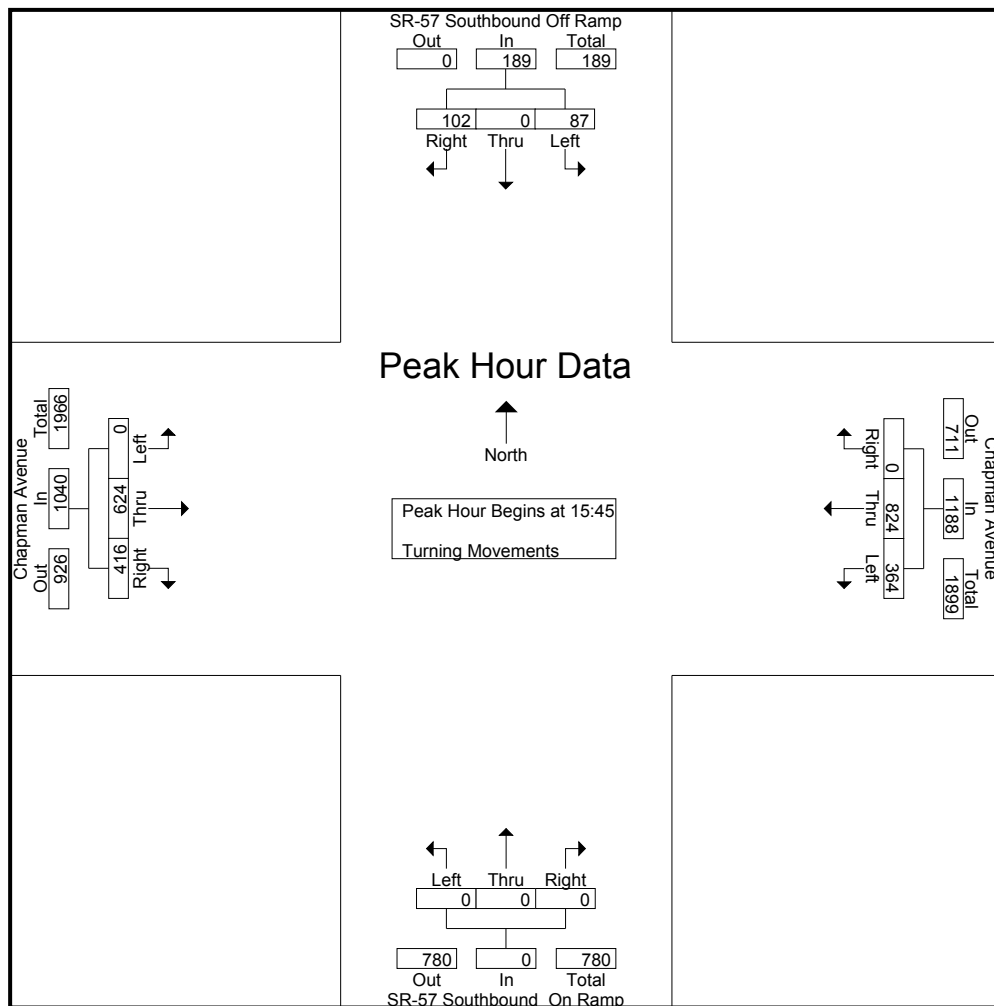 SR-57 Southbound Off Ramp
Out In Total
0 189 189
102 0 87
Right Thru Left
Peak Hour Data
North
Peak Hour Begins at 15:45
Turning Movements
Chapman Avenue
Out In Total
926 1040 1966
416 624 0
Right Thru Left
Chapman Avenue
Out In Total
711 1188 1899
0 824 364
Right Thru Left
Left Thru Right
0 0 0
780 0 780
Out In Total
SR-57 Southbound On Ramp